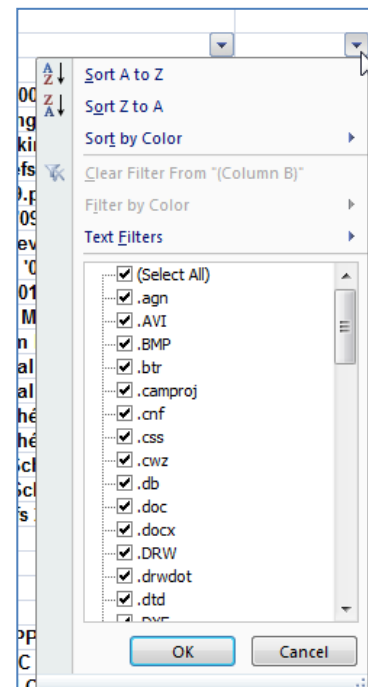 Sort A to Z
Sort Z to A
Sort by Color
Clear Filter From "(Column B)"
Filter by Color
Text Filters
(Select All)
.agn
.AVI
.BMP
.btr
.camproj
.cnf
.css
.cwz
.db
.doc
.docx
.DRW
.drwdot
.dtd
OK
Cancel